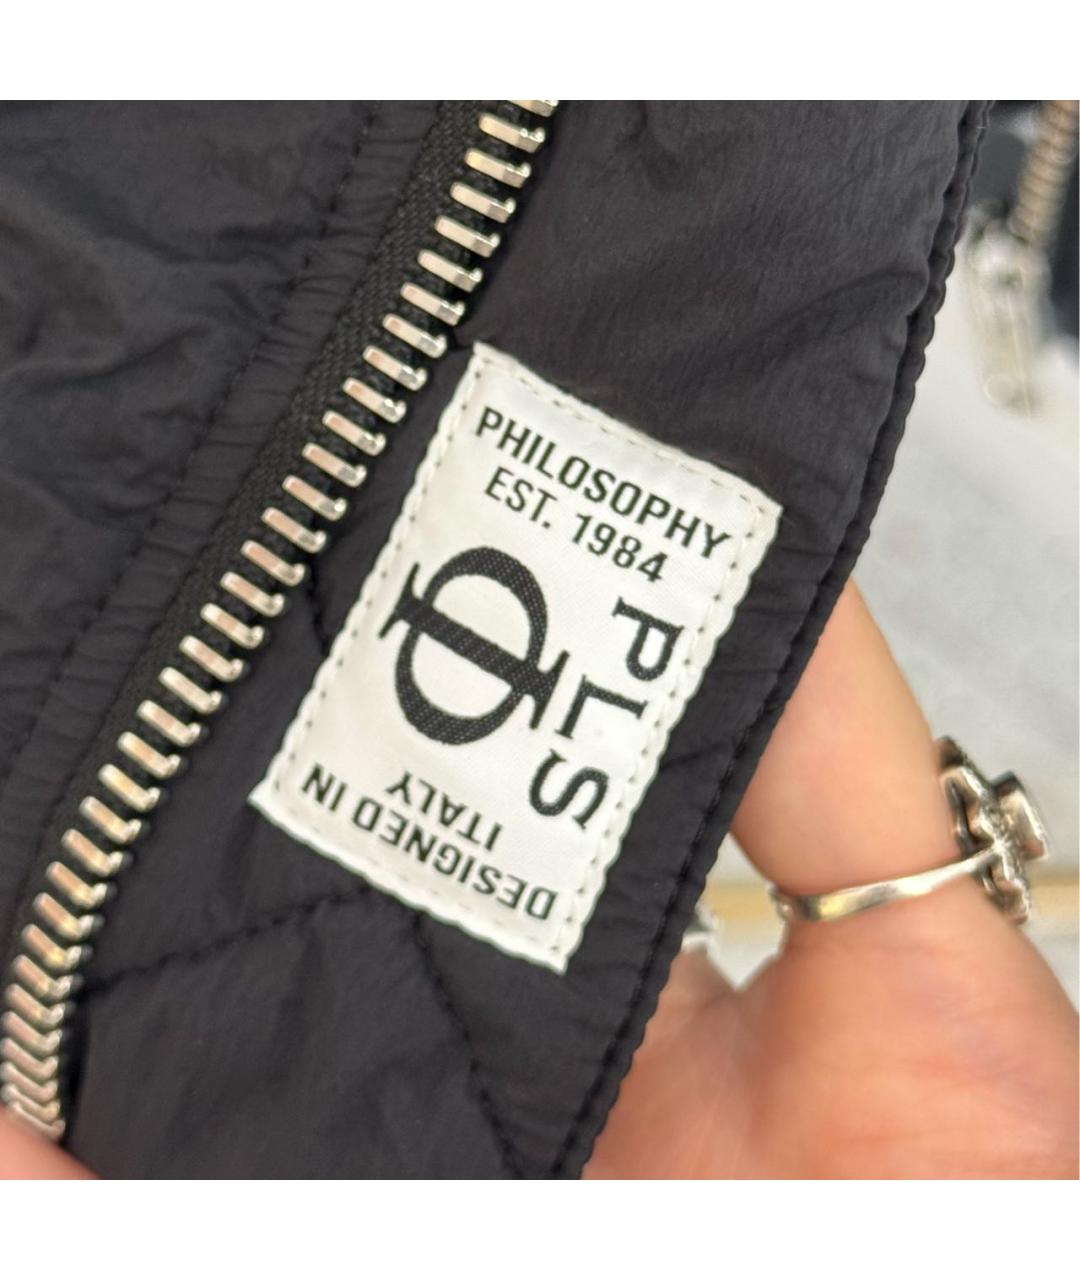 PHILOSOPHY
EST. 1984
PLS
Φ
DESIGNED IN
ITALY